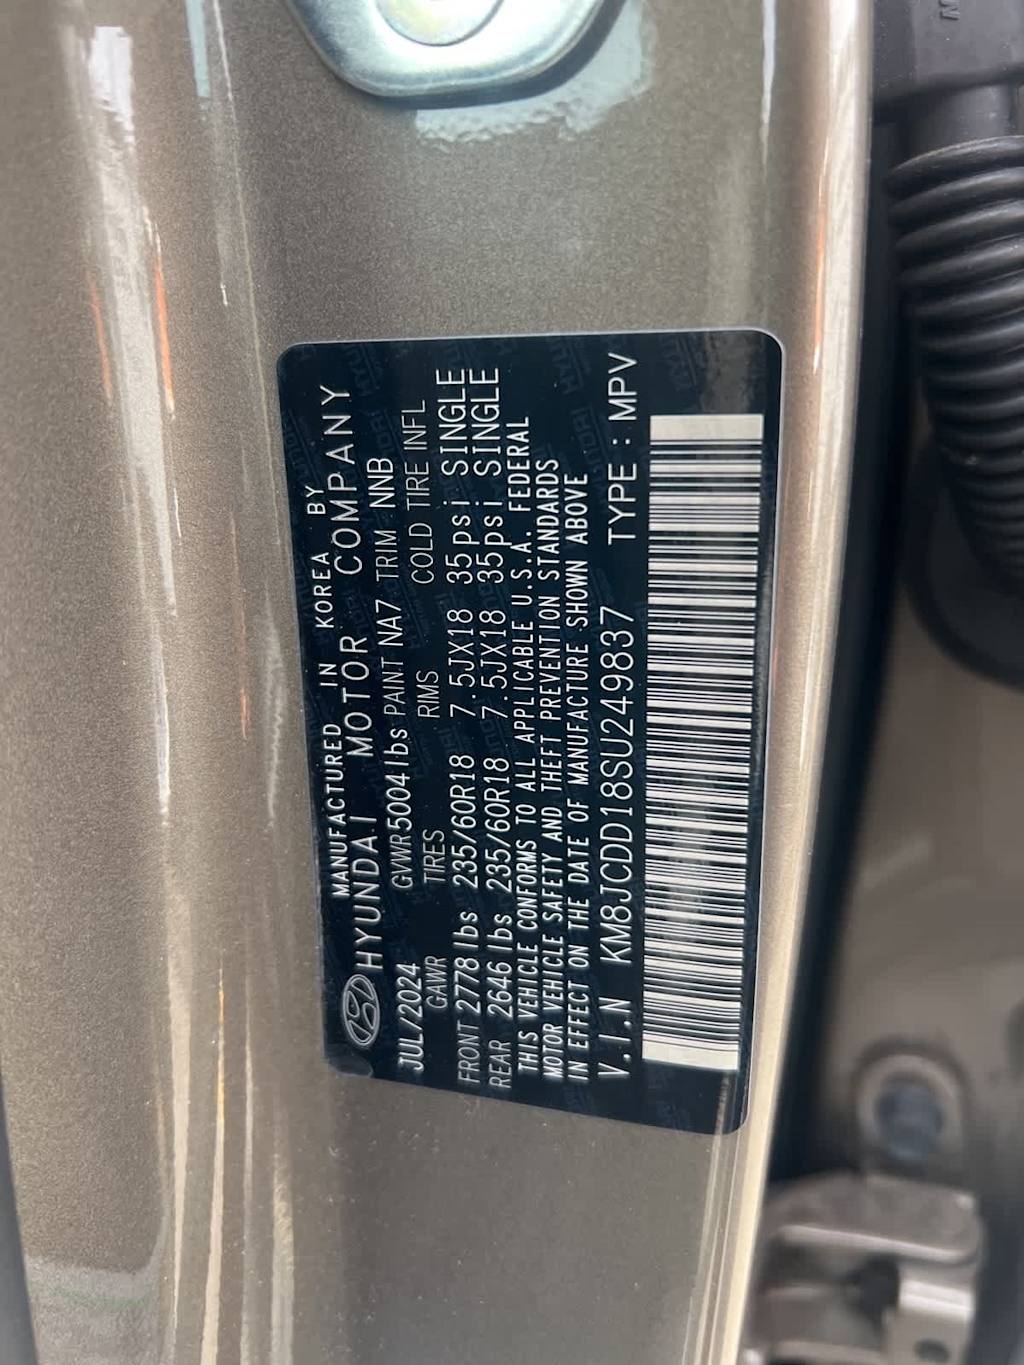 MANUFACTURED IN KOREA BY
HYUNDAI MOTOR COMPANY
JUL/2024 GVWR5004lbs PAINT NA7 TRIM NNB
GAWR TIRES RIMS COLD TIRE INFL
FRONT 2778lbs 235/60R18 7.5JX18 35psi SINGLE
REAR 2646lbs 235/60R18 7.5JX18 35psi SINGLE
THIS VEHICLE CONFORMS TO ALL APPLICABLE U.S.A. FEDERAL
MOTOR VEHICLE SAFETY AND THEFT PREVENTION STANDARDS
IN EFFECT ON THE DATE OF MANUFACTURE SHOWN ABOVE
V.I.N KM8JCDD18SU249837 TYPE : MPV